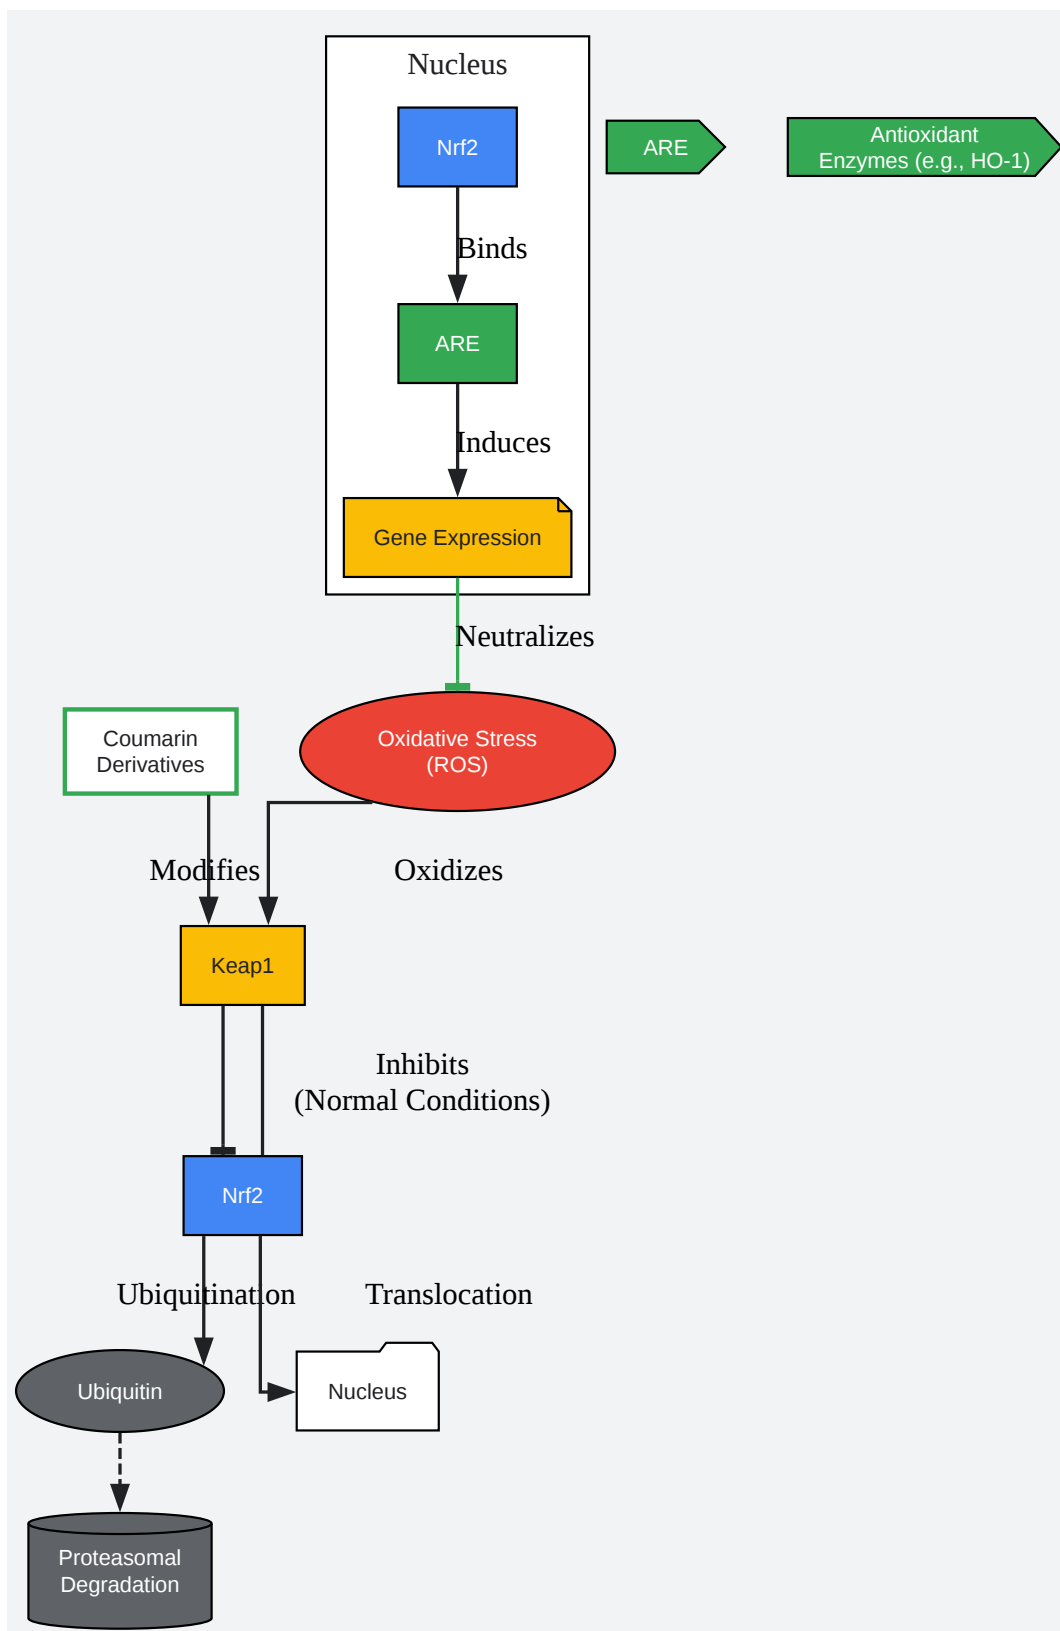 Nucleus
Nrf2
ARE
Antioxidant
Enzymes (e.g., HO-1)
Binds
ARE
Induces
Gene Expression
Neutralizes
Coumarin
Derivatives
Oxidative Stress
(ROS)
Modifies
Oxidizes
Keap1
Inhibits
(Normal Conditions)
Nrf2
Ubiquitination
Translocation
Ubiquitin
Nucleus
Proteasomal
Degradation